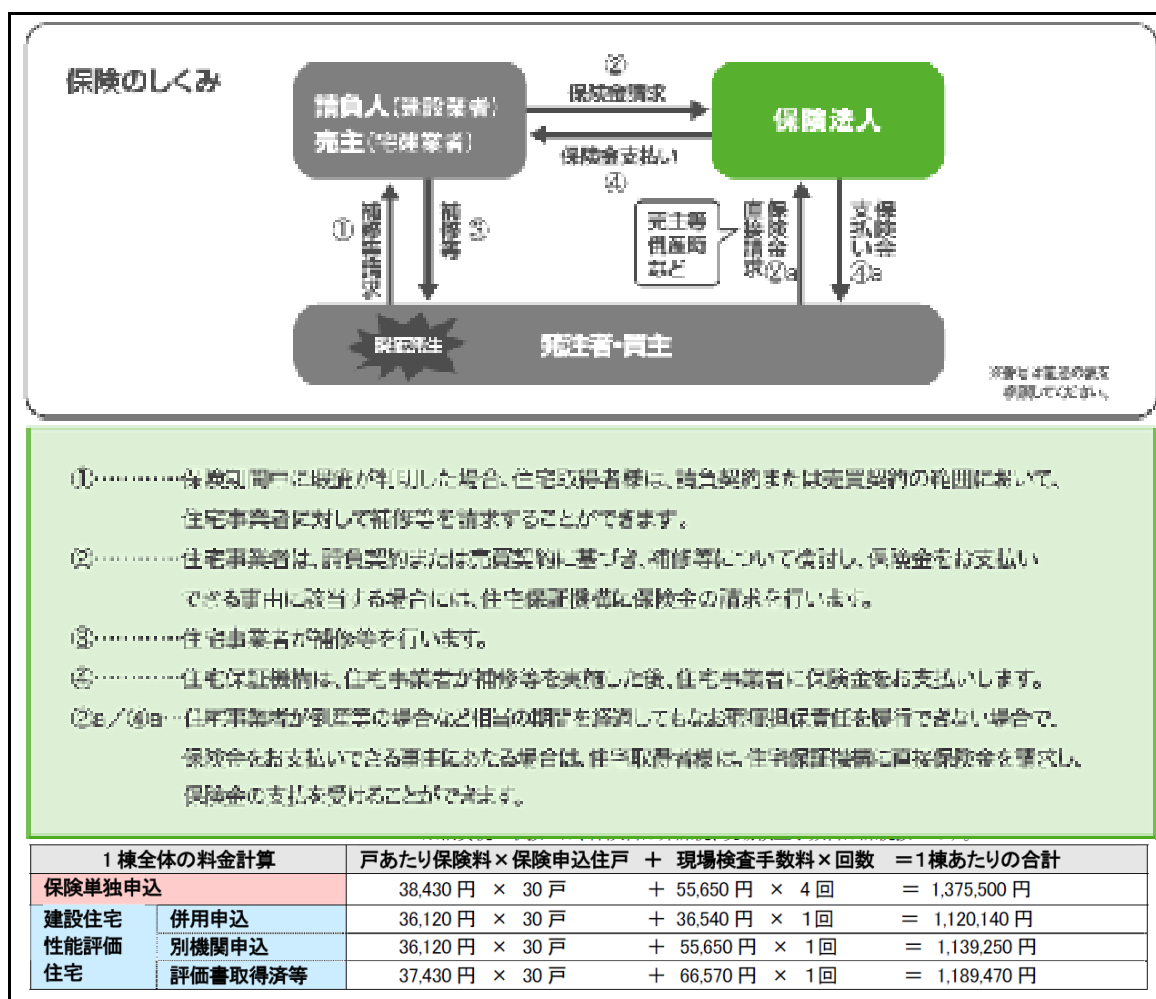 保険のしくみ
請負人(建設業者)
売主(宅建業者)
②
保険金請求
保険金支払い
④
保険法人
①
補修等請求
補修等
③
売主等
倒産時
など
保険金
直接請求
②a
保険金
支払い
④a
瑕疵発生
発注者・買主
①…………保険期間中に瑕疵が判明した場合、住宅取得者様は、請負契約または売買契約の範囲において、
住宅事業者に対して補修等を請求することができます。
②…………住宅事業者は、請負契約または売買契約に基づき、補修等について検討し、保険金をお支払い
できる事由に該当する場合には、住宅保証機構に保険金の請求を行います。
③…………住宅事業者が補修等を行います。
④…………住宅保証機構は、住宅事業者が補修等を実施した後、住宅事業者に保険金をお支払いします。
②a/④a…住宅事業者が倒産等の場合など相当の期間を経過してもなお瑕疵担保責任を履行できない場合で、
保険金をお支払いできる事由にあたる場合は、住宅取得者様は、住宅保証機構に直接保険金を請求し、
保険金の支払を受けることができます。
1棟全体の料金計算 戸あたり保険料×保険申込住戸 + 現場検査手数料×回数 =1棟あたりの合計
保険単独申込 38,430 円 × 30 戸 + 55,650 円 × 4 回 = 1,375,500 円
建設住宅 併用申込 36,120 円 × 30 戸 + 36,540 円 × 1回 = 1,120,140 円
性能評価 別機関申込 36,120 円 × 30 戸 + 55,650 円 × 1回 = 1,139,250 円
住宅 評価書取得済等 37,430 円 × 30 戸 + 66,570 円 × 1回 = 1,189,470 円